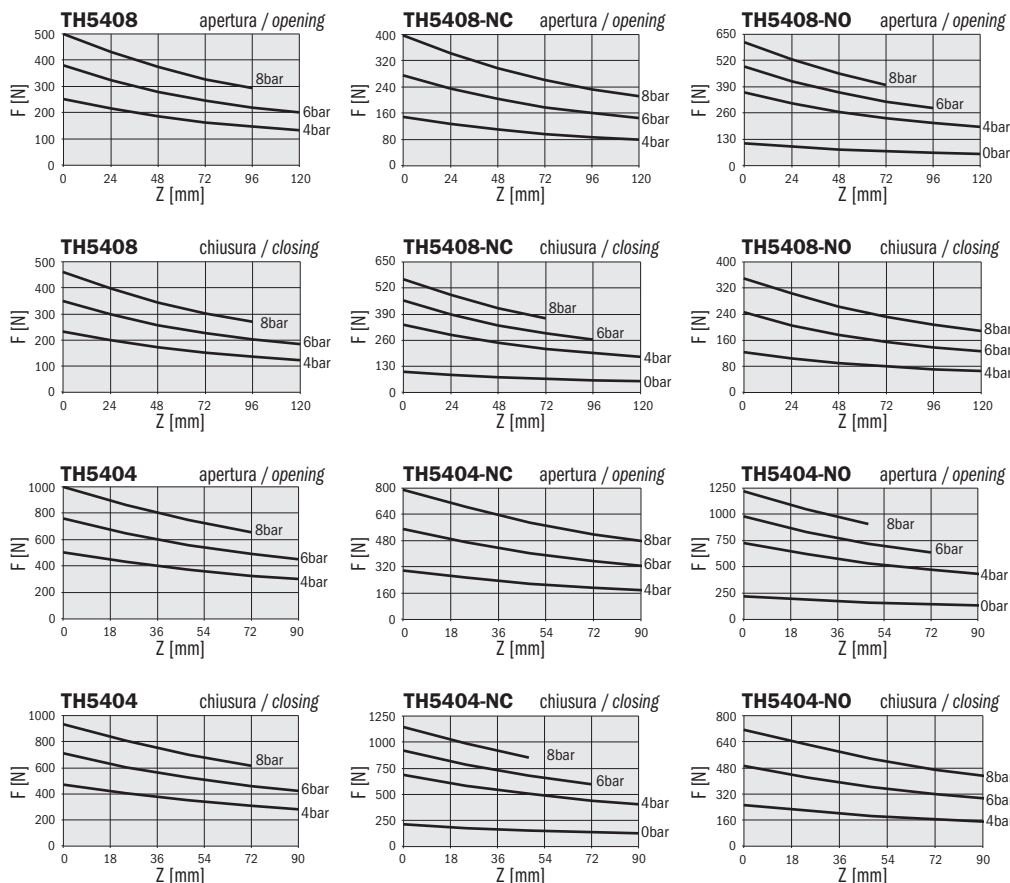 TH5408 apertura / opening
F [N]
500
400
300
200
100
0
8bar
6bar
4bar
0 24 48 72 96 120
Z [mm]
TH5408-NC apertura / opening
F [N]
400
320
240
160
80
0
8bar
6bar
4bar
0 24 48 72 96 120
Z [mm]
TH5408-NO apertura / opening
F [N]
650
520
390
260
130
0
8bar
6bar
4bar
0bar
0 24 48 72 96 120
Z [mm]
TH5408 chiusura / closing
F [N]
500
400
300
200
100
0
8bar
6bar
4bar
0 24 48 72 96 120
Z [mm]
TH5408-NC chiusura / closing
F [N]
650
520
390
260
130
0
8bar
6bar
4bar
0bar
0 24 48 72 96 120
Z [mm]
TH5408-NO chiusura / closing
F [N]
400
320
240
160
80
0
8bar
6bar
4bar
0 24 48 72 96 120
Z [mm]
TH5404 apertura / opening
F [N]
1000
800
600
400
200
0
8bar
6bar
4bar
0 18 36 54 72 90
Z [mm]
TH5404-NC apertura / opening
F [N]
800
640
480
320
160
0
8bar
6bar
4bar
0 18 36 54 72 90
Z [mm]
TH5404-NO apertura / opening
F [N]
1250
1000
750
500
250
0
8bar
6bar
4bar
0bar
0 18 36 54 72 90
Z [mm]
TH5404 chiusura / closing
F [N]
1000
800
600
400
200
0
8bar
6bar
4bar
0 18 36 54 72 90
Z [mm]
TH5404-NC chiusura / closing
F [N]
1250
1000
750
500
250
0
8bar
6bar
4bar
0bar
0 18 36 54 72 90
Z [mm]
TH5404-NO chiusura / closing
F [N]
800
640
480
320
160
0
8bar
6bar
4bar
0 18 36 54 72 90
Z [mm]